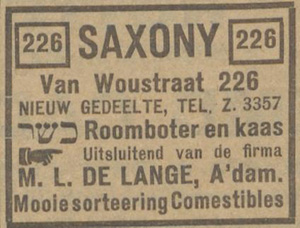 226 SAXONY 226
Van Woustraat 226
NIEUW GEDEELTE, TEL. Z. 3357
כשר Roomboter en kaas
Uitsluitend van de firma
M. L. DE LANGE, A'dam.
Mooie sorteering Comestibles